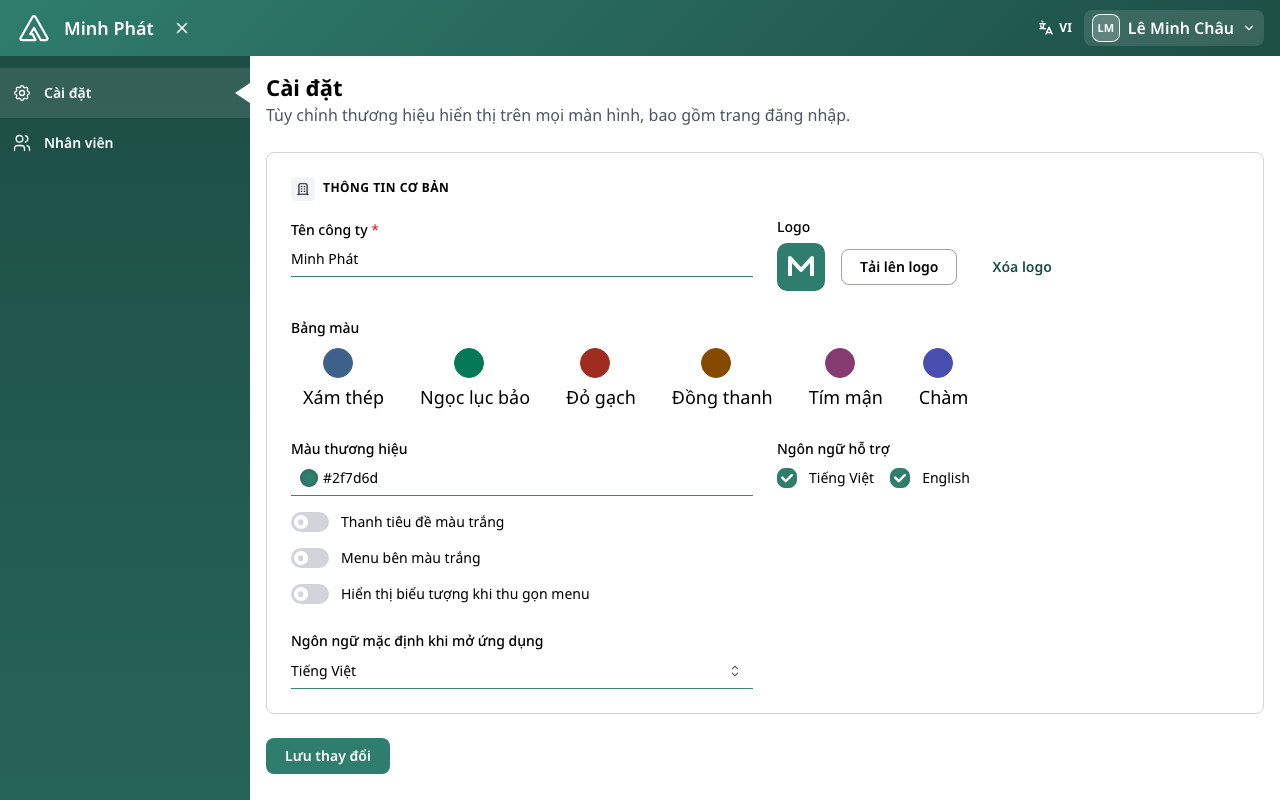 Minh Phát
VI
LM
Lê Minh Châu
Cài đặt
Nhân viên
Cài đặt
Tùy chỉnh thương hiệu hiển thị trên mọi màn hình, bao gồm trang đăng nhập.
THÔNG TIN CƠ BẢN
Tên công ty *
Minh Phát
Logo
M
Tải lên logo
Xóa logo
Bảng màu
Xám thép
Ngọc lục bảo
Đỏ gạch
Đồng thanh
Tím mận
Chàm
Màu thương hiệu
#2f7d6d
Ngôn ngữ hỗ trợ
Tiếng Việt
English
Thanh tiêu đề màu trắng
Menu bên màu trắng
Hiển thị biểu tượng khi thu gọn menu
Ngôn ngữ mặc định khi mở ứng dụng
Tiếng Việt
Lưu thay đổi